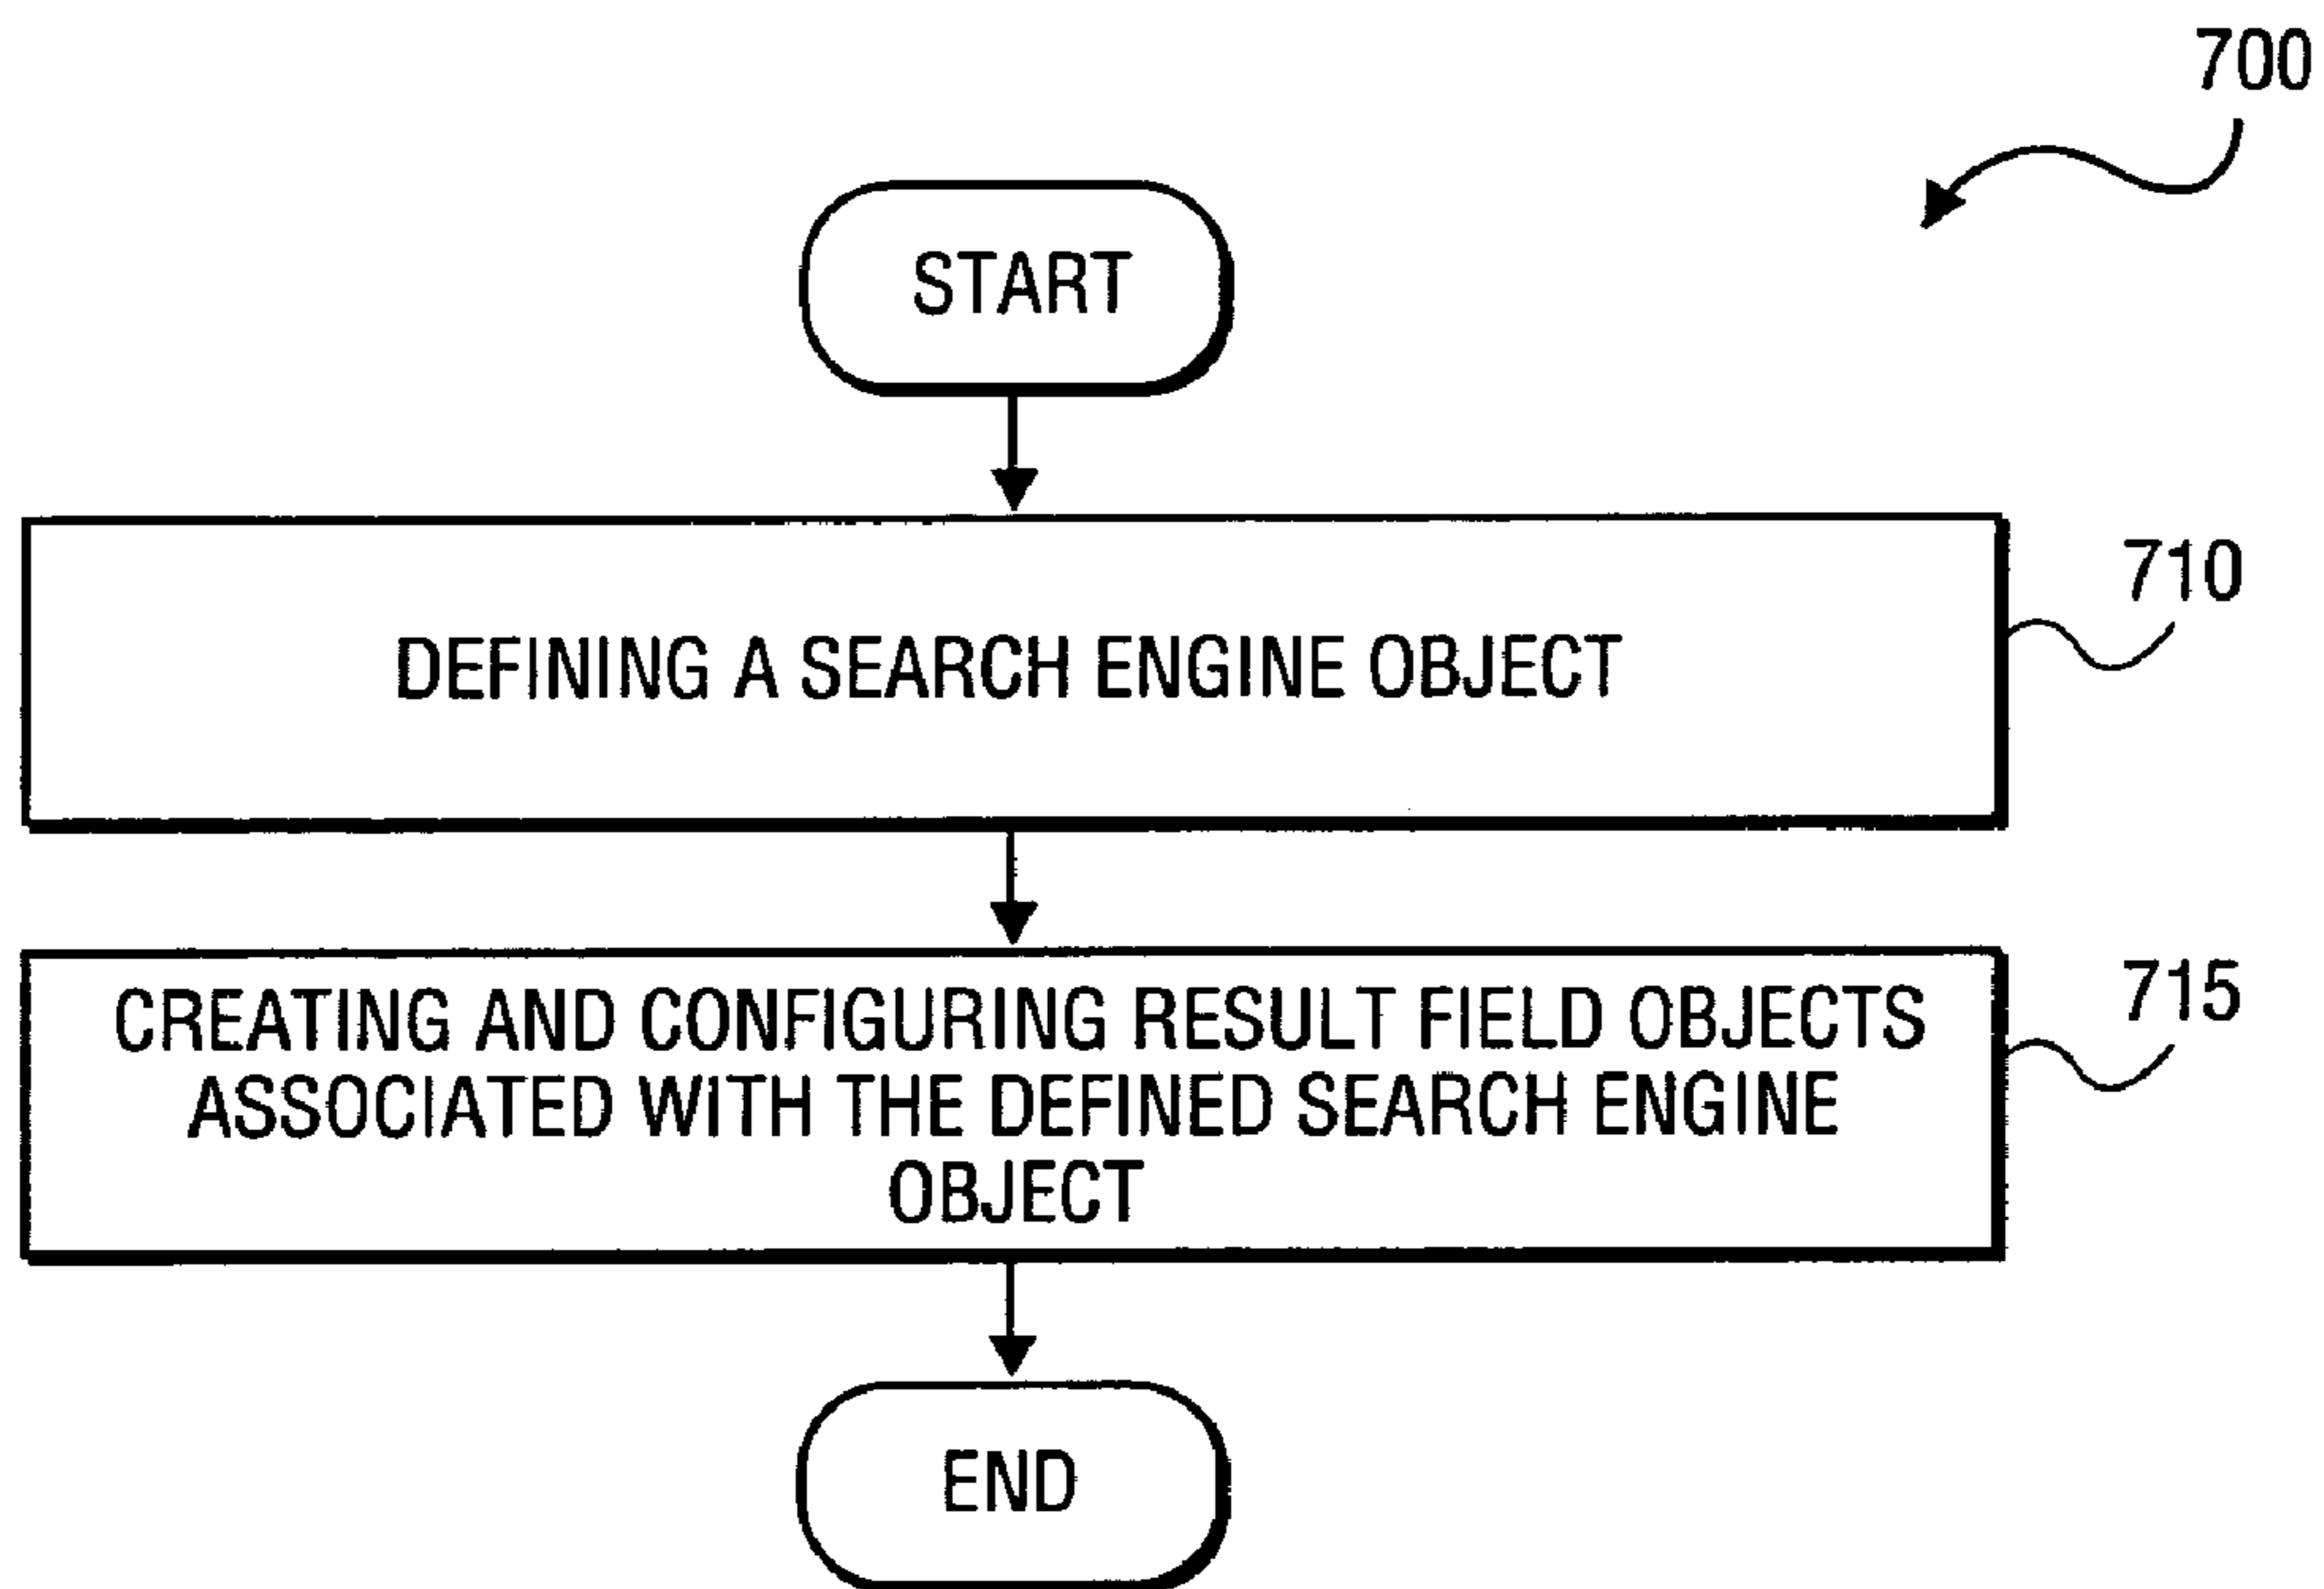 700
START
DEFINING A SEARCH ENGINE OBJECT
710
CREATING AND CONFIGURING RESULT FIELD OBJECTS
ASSOCIATED WITH THE DEFINED SEARCH ENGINE
OBJECT
715
END